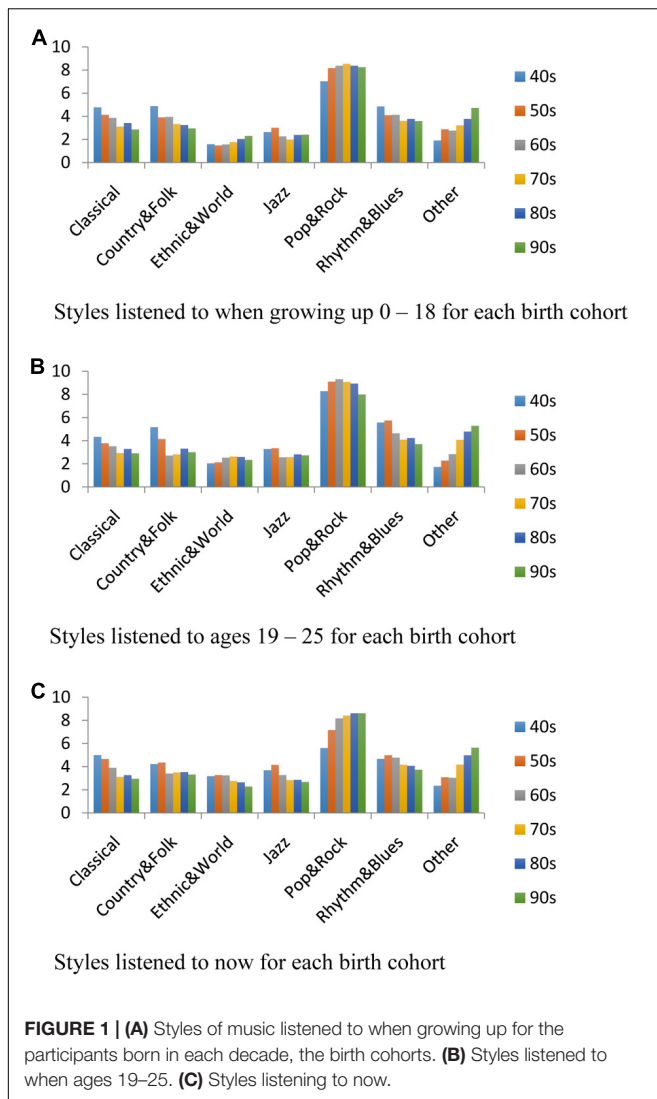 A
10
8
6
4
2
0
Classical
Country&Folk
Ethnic&World
Jazz
Pop&Rock
Rhythm&Blues
Other
40s
50s
60s
70s
80s
90s
Styles listened to when growing up 0 – 18 for each birth cohort
B
10
8
6
4
2
0
Classical
Country&Folk
Ethnic&World
Jazz
Pop&Rock
Rhythm&Blues
Other
40s
50s
60s
70s
80s
90s
Styles listened to ages 19 – 25 for each birth cohort
C
10
8
6
4
2
0
Classical
Country&Folk
Ethnic&World
Jazz
Pop&Rock
Rhythm&Blues
Other
40s
50s
60s
70s
80s
90s
Styles listened to now for each birth cohort
FIGURE 1 | (A) Styles of music listened to when growing up for the
participants born in each decade, the birth cohorts. (B) Styles listened to
when ages 19–25. (C) Styles listening to now.